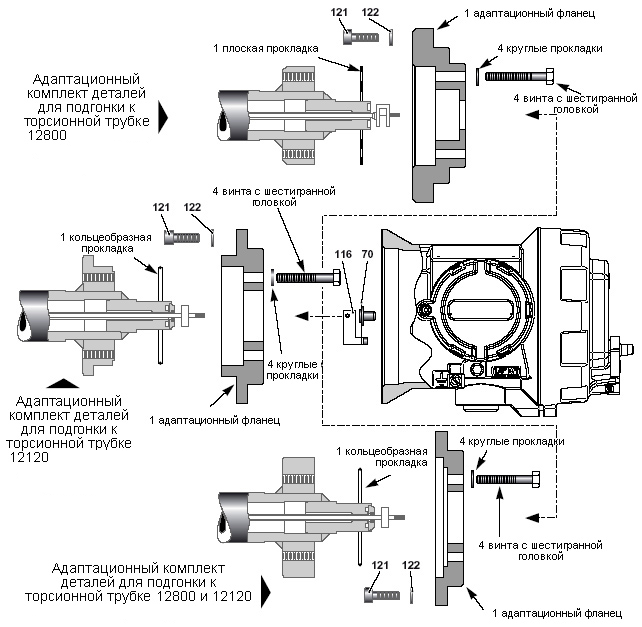 121
122
1 адаптационный фланец
1 плоская прокладка
4 круглые прокладки
Адаптационный
комплект деталей
для подгонки к
торсионной трубке
12800
4 винта с шестигранной
головкой
4 винта с шестигранной
головкой
121
122
1 кольцеобразная
прокладка
116
70
4 круглые
прокладки
Адаптационный
комплект деталей
для подгонки к
торсионной трубке
12120
1 адаптационный фланец
1 кольцеобразная
прокладка
4 круглые прокладки
4 винта с шестигранной
головкой
Адаптационный комплект
деталей для подгонки к
торсионной трубке 12800 и 12120
121
122
1 адаптационный фланец